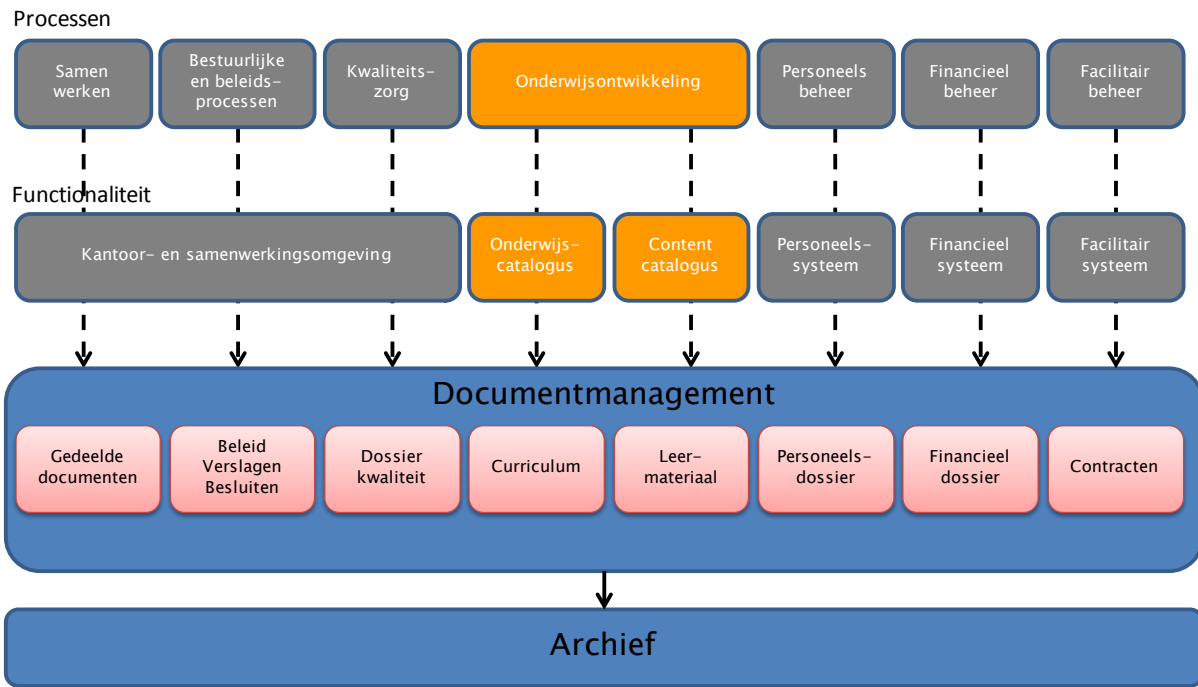 Processen
Samen
werken
Bestuurlijke
en beleids-
processen
Kwaliteits-
zorg
Onderwijsontwikkeling
Personeels
beheer
Financieel
beheer
Facilitair
beheer
Functionaliteit
Kantoor- en samenwerkingsomgeving
Onderwijs-
catalogus
Content
catalogus
Personeels-
systeem
Financieel
systeem
Facilitair
systeem
Documentmanagement
Gedeelde
documenten
Beleid
Verslagen
Besluiten
Dossier
kwaliteit
Curriculum
Leer-
materiaal
Personeels-
dossier
Financieel
dossier
Contracten
Archief